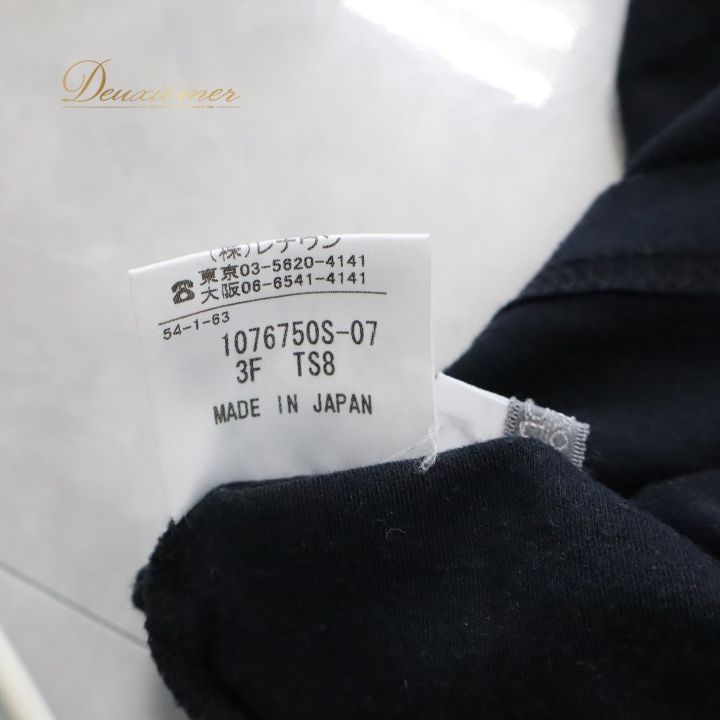 Deuxiemer
(株)レナウン
東京03-5620-4141
☎大阪06-6541-4141
54-1-63
1076750S-07
3F TS8
MADE IN JAPAN